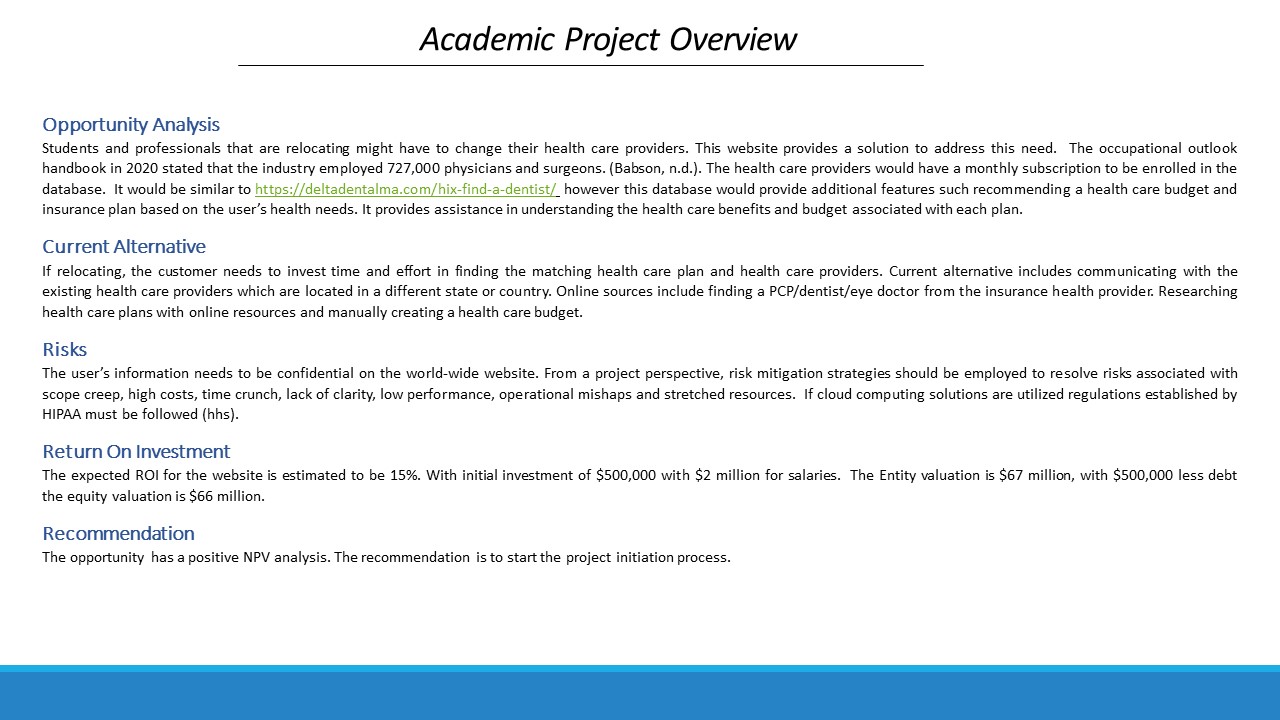 Academic Project Overview
Opportunity Analysis
Students and professionals that are relocating might have to change their health care providers. This website provides a solution to address this need. The occupational outlook
handbook in 2020 stated that the industry employed 727,000 physicians and surgeons. (Babson, n.d.). The health care providers would have a monthly subscription to be enrolled in the
database. It would be similar to https://deltadentalma.com/hix-find-a-dentist/ however this database would provide additional features such recommending a health care budget and
insurance plan based on the user’s health needs. It provides assistance in understanding the health care benefits and budget associated with each plan.
Current Alternative
If relocating, the customer needs to invest time and effort in finding the matching health care plan and health care providers. Current alternative includes communicating with the
existing health care providers which are located in a different state or country. Online sources include finding a PCP/dentist/eye doctor from the insurance health provider. Researching
health care plans with online resources and manually creating a health care budget.
Risks
The user’s information needs to be confidential on the world-wide website. From a project perspective, risk mitigation strategies should be employed to resolve risks associated with
scope creep, high costs, time crunch, lack of clarity, low performance, operational mishaps and stretched resources. If cloud computing solutions are utilized regulations established by
HIPAA must be followed (hhs).
Return On Investment
The expected ROI for the website is estimated to be 15%. With initial investment of $500,000 with $2 million for salaries. The Entity valuation is $67 million, with $500,000 less debt
the equity valuation is $66 million.
Recommendation
The opportunity has a positive NPV analysis. The recommendation is to start the project initiation process.